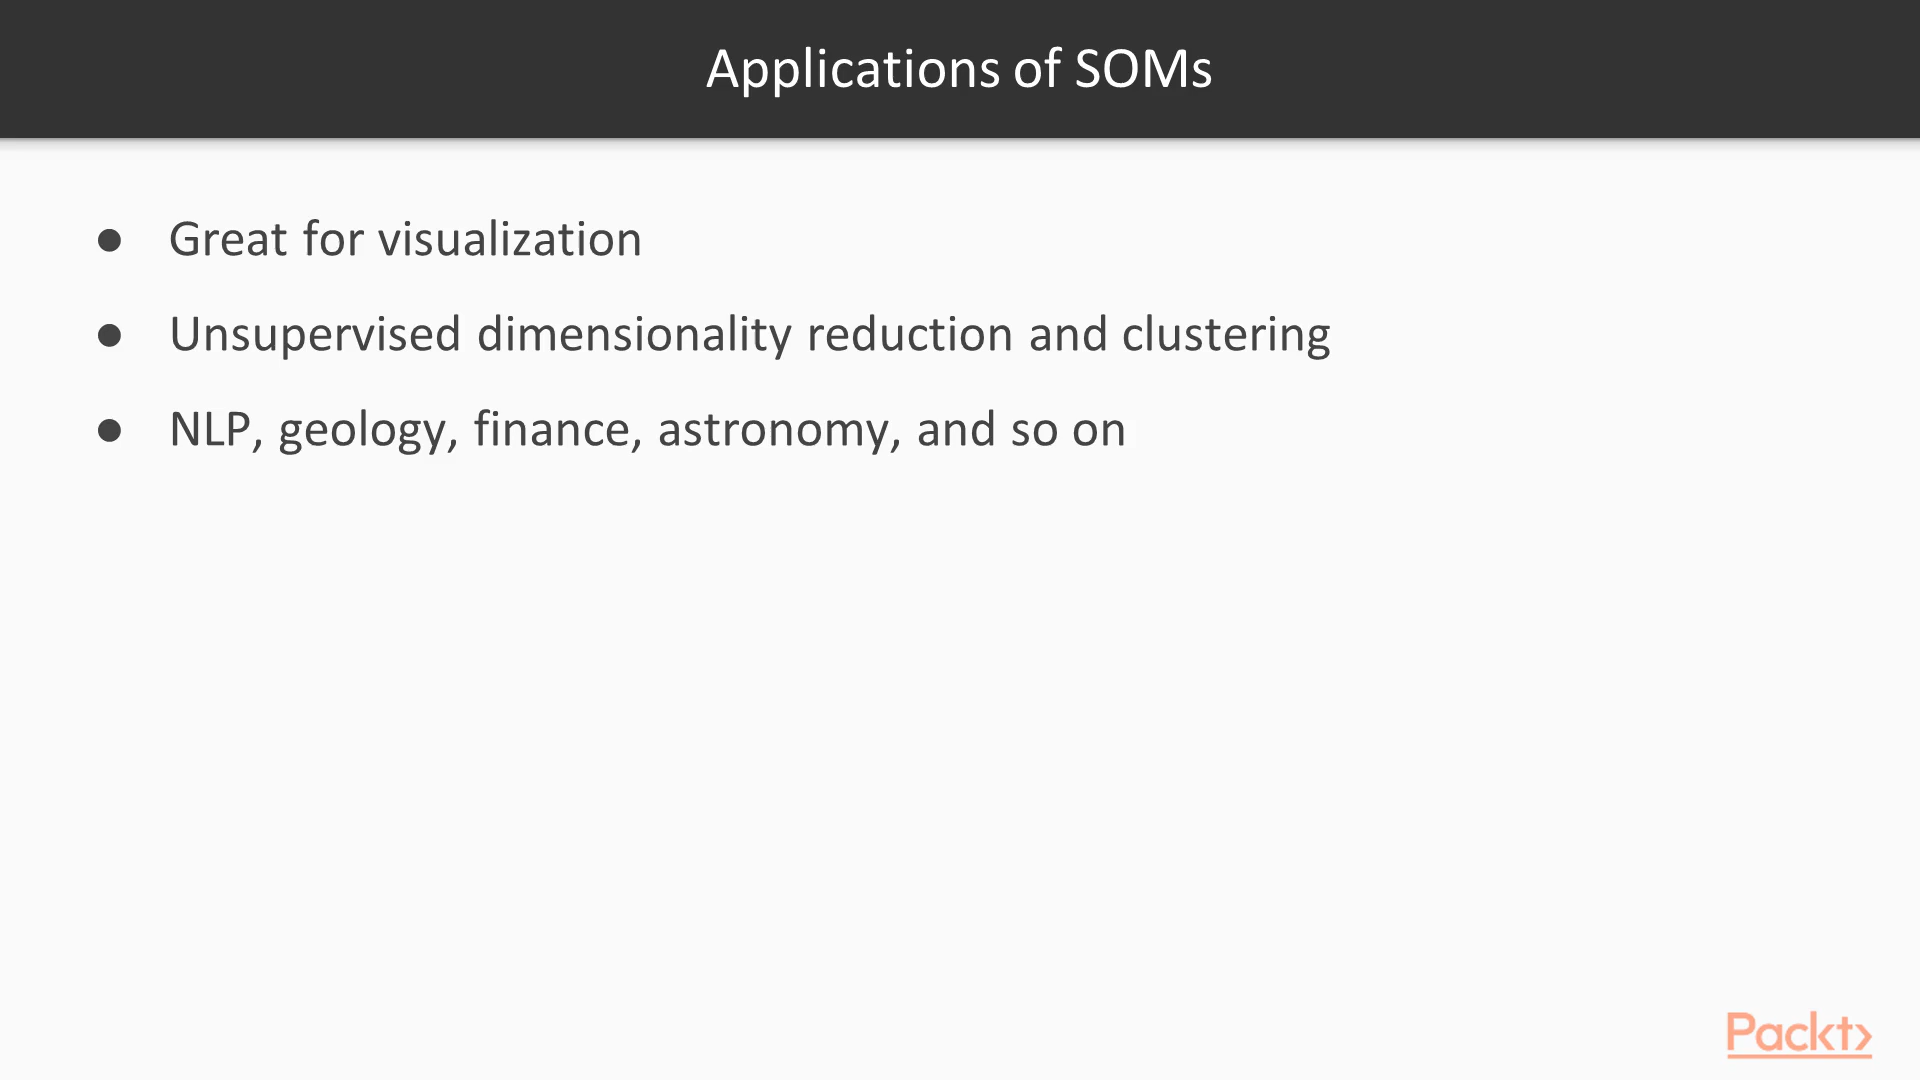 Applications of SOMs
● Great for visualization
● Unsupervised dimensionality reduction and clustering
● NLP, geology, finance, astronomy, and so on
Packt>